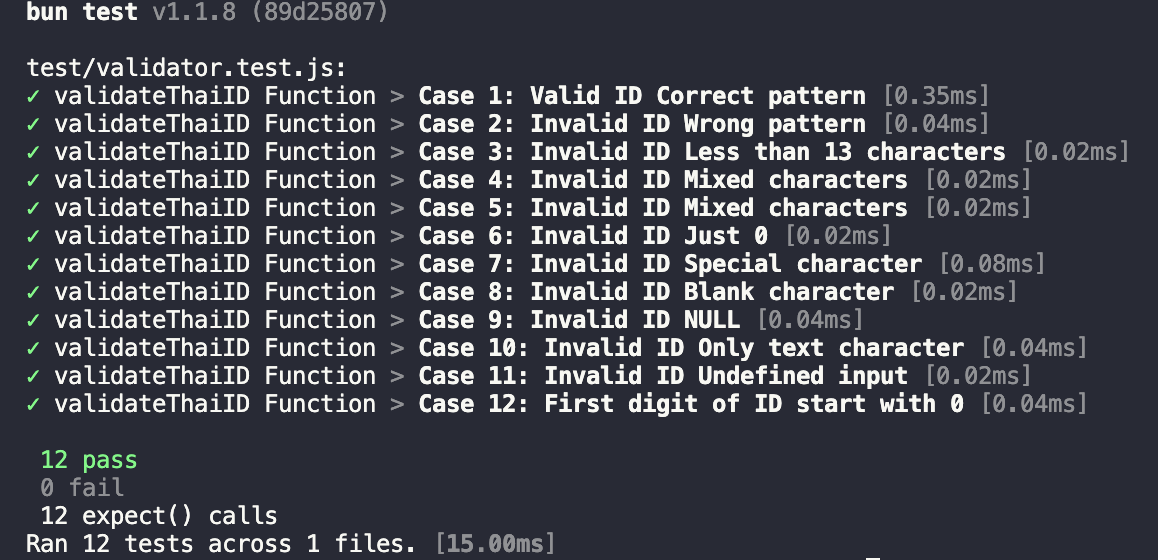 bun test v1.1.8 (89d25807)
test/validator.test.js:
✓ validateThaiID Function > Case 1: Valid ID Correct pattern [0.35ms]
✓ validateThaiID Function > Case 2: Invalid ID Wrong pattern [0.04ms]
✓ validateThaiID Function > Case 3: Invalid ID Less than 13 characters [0.02ms]
✓ validateThaiID Function > Case 4: Invalid ID Mixed characters [0.02ms]
✓ validateThaiID Function > Case 5: Invalid ID Mixed characters [0.02ms]
✓ validateThaiID Function > Case 6: Invalid ID Just 0 [0.02ms]
✓ validateThaiID Function > Case 7: Invalid ID Special character [0.08ms]
✓ validateThaiID Function > Case 8: Invalid ID Blank character [0.02ms]
✓ validateThaiID Function > Case 9: Invalid ID NULL [0.04ms]
✓ validateThaiID Function > Case 10: Invalid ID Only text character [0.04ms]
✓ validateThaiID Function > Case 11: Invalid ID Undefined input [0.02ms]
✓ validateThaiID Function > Case 12: First digit of ID start with 0 [0.04ms]
12 pass
0 fail
12 expect() calls
Ran 12 tests across 1 files. [15.00ms]